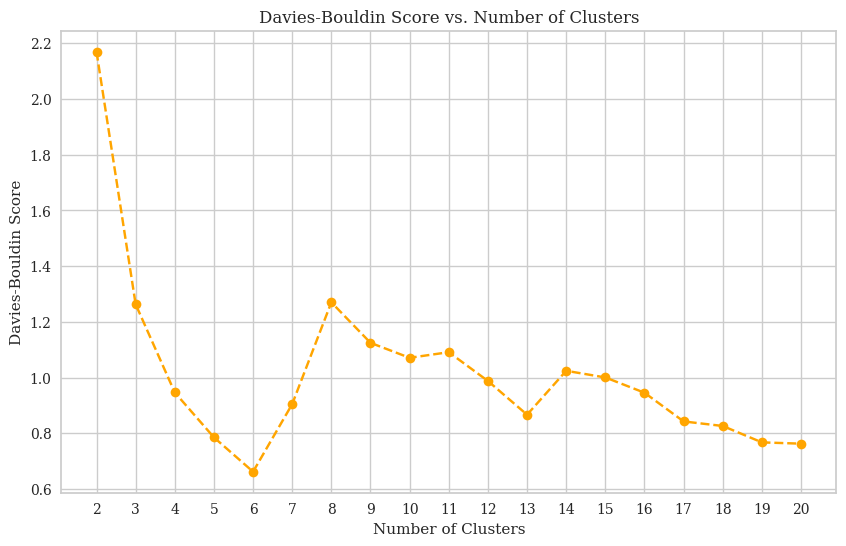 Davies-Bouldin Score vs. Number of Clusters
Davies-Bouldin Score
2.2
2.0
1.8
1.6
1.4
1.2
1.0
0.8
0.6
2 3 4 5 6 7 8 9 10 11 12 13 14 15 16 17 18 19 20
Number of Clusters